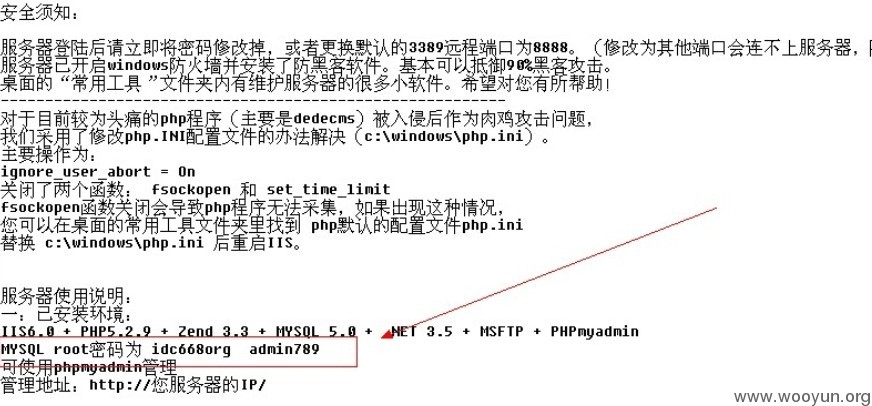 安全须知：
服务器登陆后请立即将密码修改掉，或者更换默认的3389远程端口为8888。（修改为其他端口会连不上服务器，
服务器已开启windows防火墙并安装了防黑客软件。基本可以抵御90%黑客攻击。
桌面的“常用工具”文件夹内有维护服务器的很多小软件。希望对您有所帮助！
------------------------------------------------------------
对于目前较为头痛的php程序（主要是dedecms）被入侵后作为肉鸡攻击问题，
我们采用了修改php.INI配置文件的办法解决（c:\windows\php.ini）。
主要操作为：
ignore_user_abort = On
关闭了两个函数： fsockopen 和 set_time_limit
fsockopen函数关闭会导致php程序无法采集，如果出现这种情况，
您可以在桌面的常用工具文件夹里找到 php默认的配置文件php.ini
替换 c:\windows\php.ini 后重启IIS。
服务器使用说明：
一：已安装环境：
IIS6.0 + PHP5.2.9 + Zend 3.3 + MYSQL 5.0 + .NET 3.5 + MSFTP + PHPmyadmin
MYSQL root密码为 idc668org admin789
可使用phpmyadmin管理
管理地址：http://您服务器的IP/
www.wooyun.org